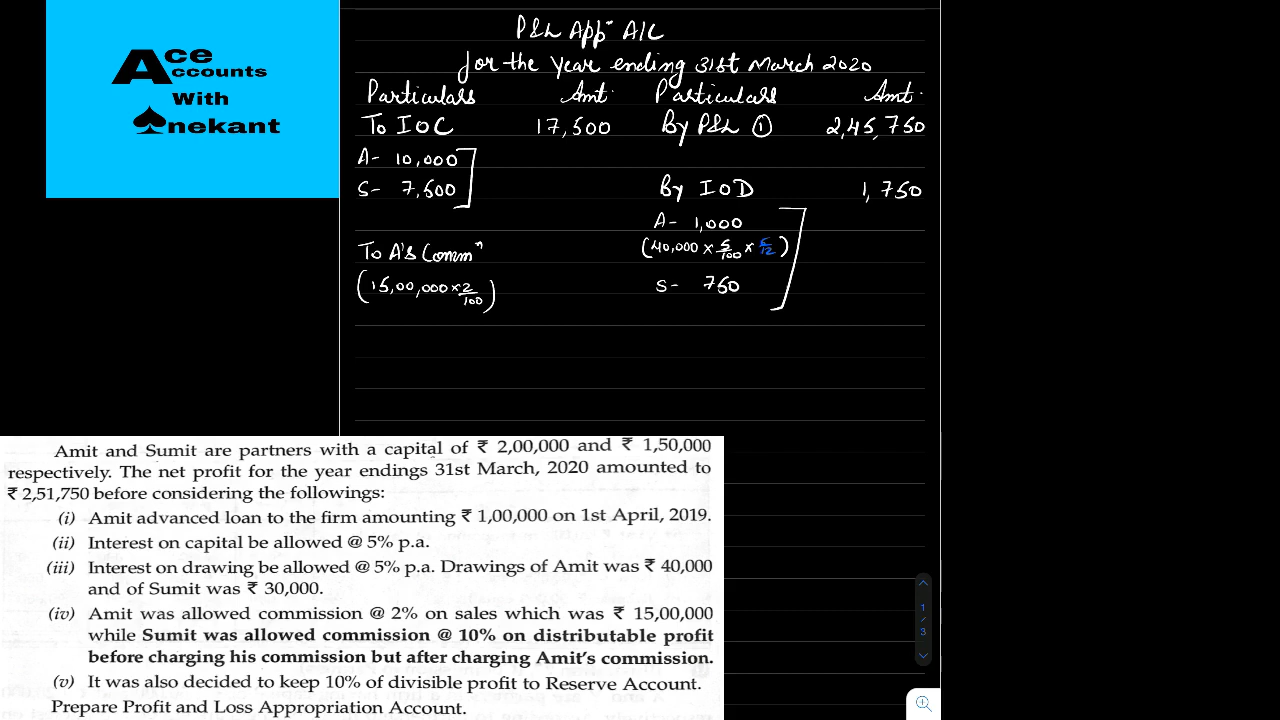 Ace
Accounts
With
Anekant
P&L Appⁿ A/C
for the Year ending 31st March 2020
Particulars Amt. Particulars Amt.
To IOC 17,500 By P&L ① 2,45,750
A- 10,000
S- 7,500 By IOD 1,750
A- 1,000
To A's Commⁿ (40,000 × 5/100 × 6/12)
(15,00,000 × 2/100) S- 750
Amit and Sumit are partners with a capital of ₹ 2,00,000 and ₹ 1,50,000
respectively. The net profit for the year endings 31st March, 2020 amounted to
₹ 2,51,750 before considering the followings:
(i) Amit advanced loan to the firm amounting ₹ 1,00,000 on 1st April, 2019.
(ii) Interest on capital be allowed @ 5% p.a.
(iii) Interest on drawing be allowed @ 5% p.a. Drawings of Amit was ₹ 40,000
and of Sumit was ₹ 30,000.
(iv) Amit was allowed commission @ 2% on sales which was ₹ 15,00,000
while Sumit was allowed commission @ 10% on distributable profit
before charging his commission but after charging Amit's commission.
(v) It was also decided to keep 10% of divisible profit to Reserve Account.
Prepare Profit and Loss Appropriation Account.
1
/
3